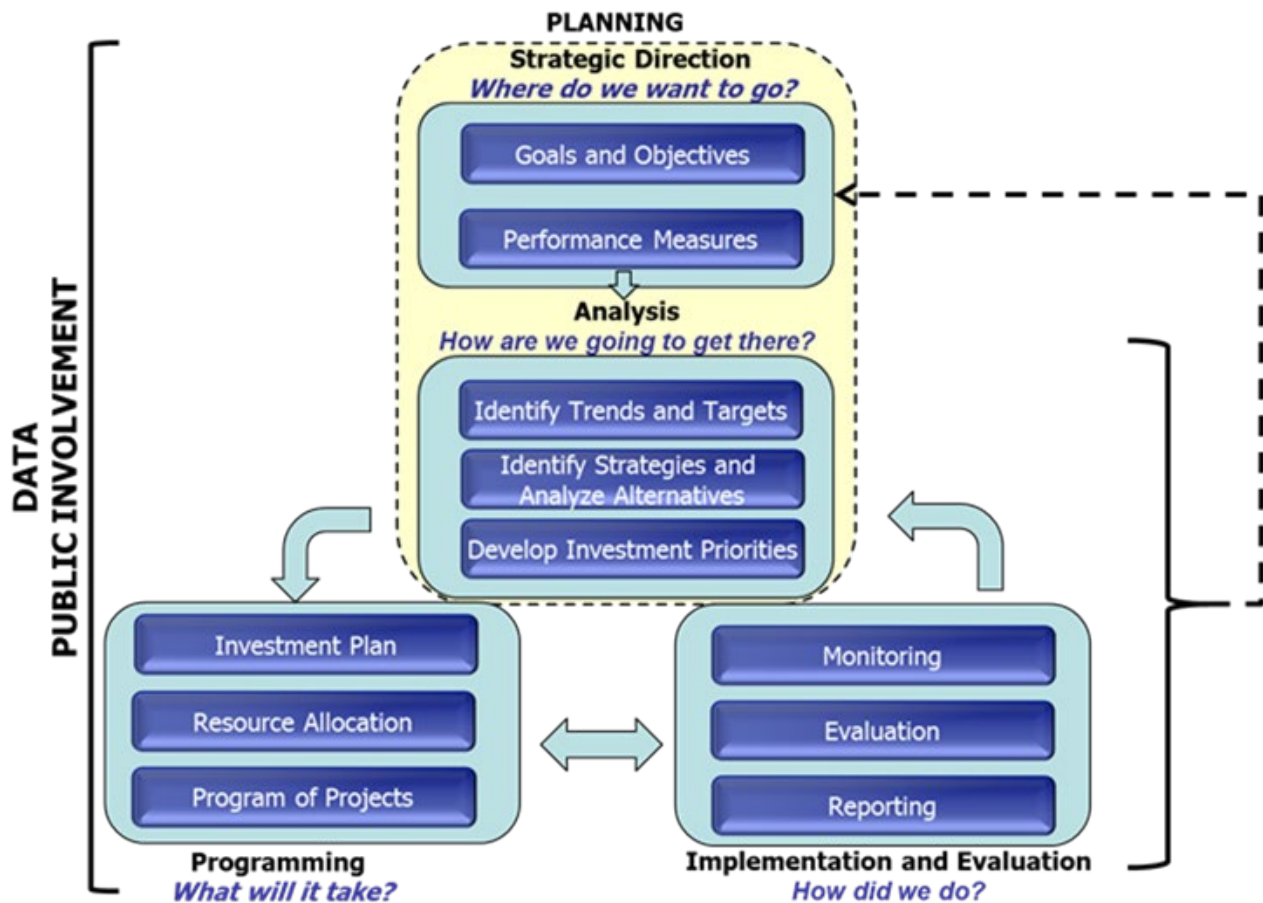 PLANNING
Strategic Direction
Where do we want to go?
Goals and Objectives
Performance Measures
Analysis
How are we going to get there?
Identify Trends and Targets
Identify Strategies and
Analyze Alternatives
Develop Investment Priorities
DATA
PUBLIC INVOLVEMENT
Investment Plan
Resource Allocation
Program of Projects
Programming
What will it take?
Monitoring
Evaluation
Reporting
Implementation and Evaluation
How did we do?